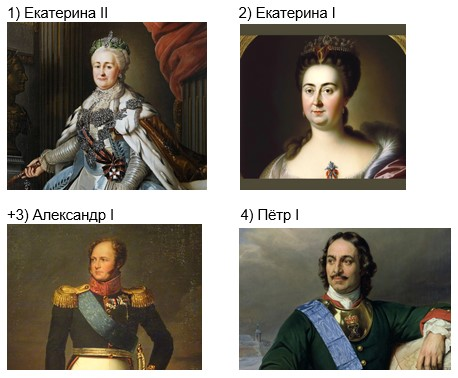 1) Екатерина II
2) Екатерина I
+3) Александр I
4) Пётр I